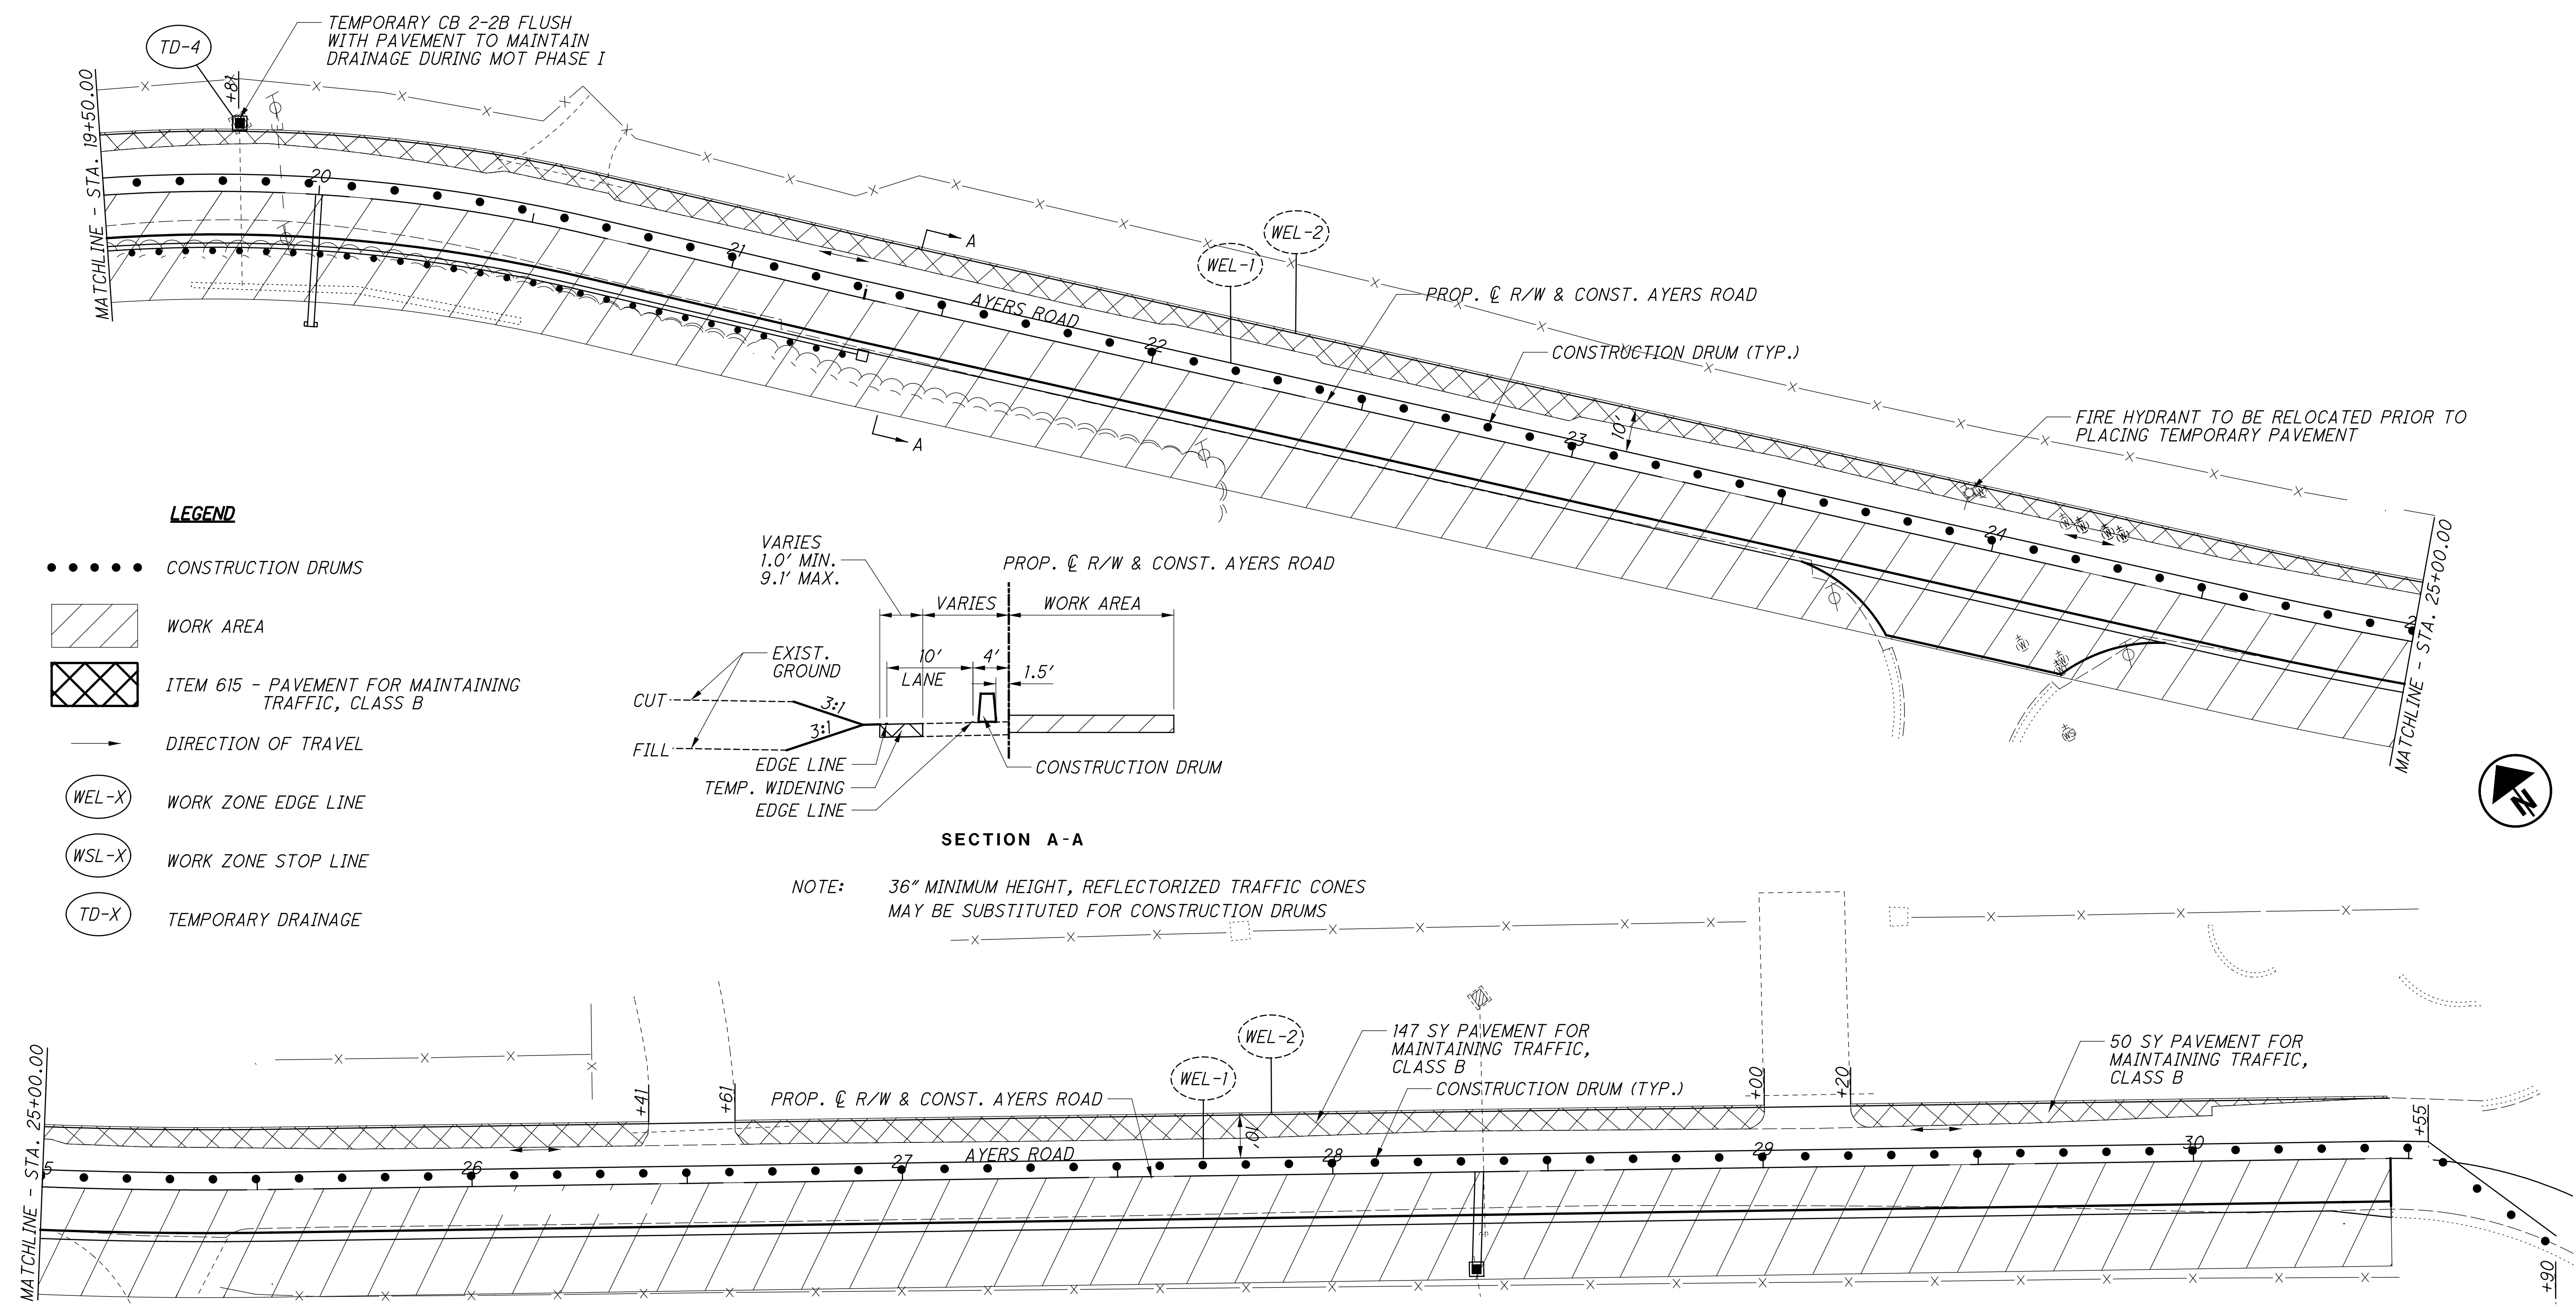 TEMPORARY CB 2-2B FLUSH
WITH PAVEMENT TO MAINTAIN
DRAINAGE DURING MOT PHASE I
TD-4
+81
MATCHLINE - STA. 19+50.00
20
21
A
WEL-2
WEL-1
AYERS ROAD
PROP. ℄ R/W & CONST. AYERS ROAD
22
CONSTRUCTION DRUM (TYP.)
23
10'
FIRE HYDRANT TO BE RELOCATED PRIOR TO
PLACING TEMPORARY PAVEMENT
A
24
W
W
W
W
W
W
W
WS
2
MATCHLINE - STA. 25+00.00
N
LEGEND
CONSTRUCTION DRUMS
WORK AREA
ITEM 615 - PAVEMENT FOR MAINTAINING
TRAFFIC, CLASS B
DIRECTION OF TRAVEL
WEL-X
WORK ZONE EDGE LINE
WSL-X
WORK ZONE STOP LINE
TD-X
TEMPORARY DRAINAGE
VARIES
1.0' MIN.
9.1' MAX.
PROP. ℄ R/W & CONST. AYERS ROAD
VARIES
WORK AREA
EXIST.
GROUND
10'
LANE
4'
1.5'
CUT
3:1
3:1
FILL
EDGE LINE
TEMP. WIDENING
EDGE LINE
CONSTRUCTION DRUM
SECTION A-A
NOTE: 36" MINIMUM HEIGHT, REFLECTORIZED TRAFFIC CONES
MAY BE SUBSTITUTED FOR CONSTRUCTION DRUMS
MATCHLINE - STA. 25+00.00
5
+41
+61
26
AYERS ROAD
27
PROP. ℄ R/W & CONST. AYERS ROAD
WEL-1
WEL-2
10'
147 SY PAVEMENT FOR
MAINTAINING TRAFFIC,
CLASS B
CONSTRUCTION DRUM (TYP.)
28
+00
+20
29
50 SY PAVEMENT FOR
MAINTAINING TRAFFIC,
CLASS B
30
+55
+90